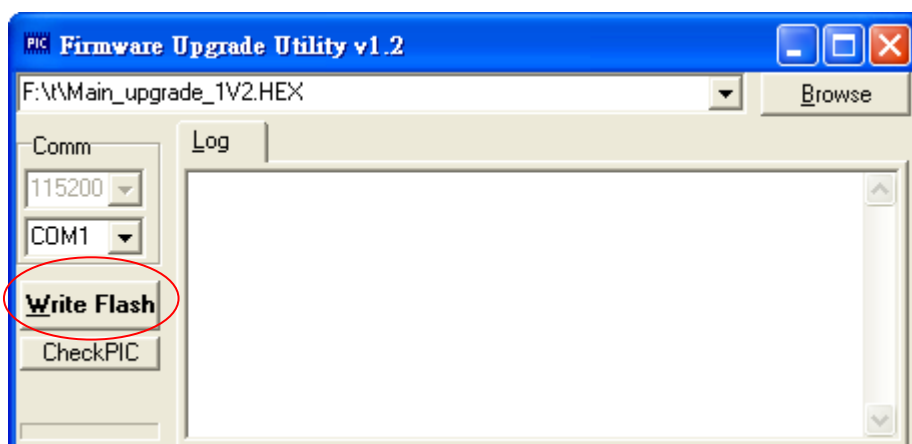 PIC Firmware Upgrade Utility v1.2
F:\t\Main_upgrade_1V2.HEX Browse
Comm Log
115200
COM1
Write Flash
CheckPIC